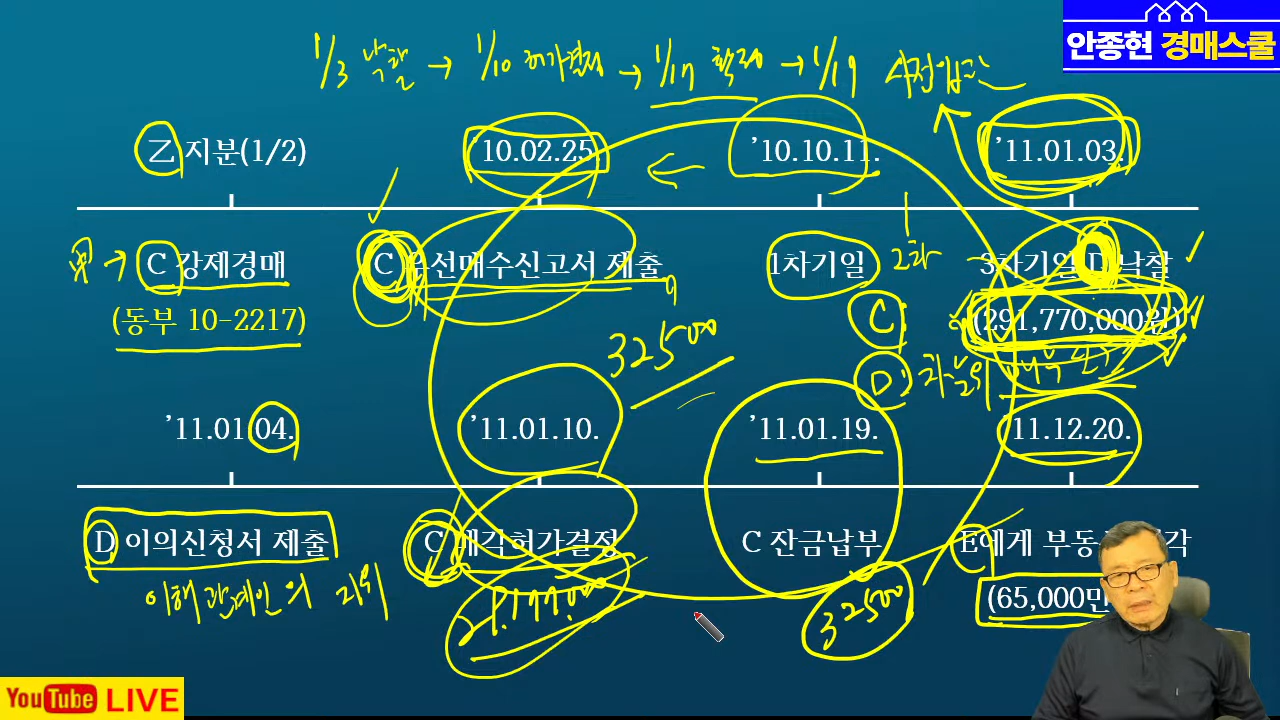 안종현 경매스쿨
1/3 낙찰 → 1/10 허가결정 → 1/17 확정 → 1/19
乙 지분(1/2)
'10.02.25.
'10.10.11.
'11.01.03.
C 강제경매
C 우선매수신고서 제출
1차기일
2차
3차기일 D 낙찰
(동부 10-2217)
(291,770,000원)
C
D
32500
'11.01.04.
'11.01.10.
'11.01.19.
'11.12.20.
D 이의신청서 제출
C 매각허가결정
C 잔금납부
E에게 부동산매각
이해관계인의 지위
32500
(65,000만
YouTube LIVE